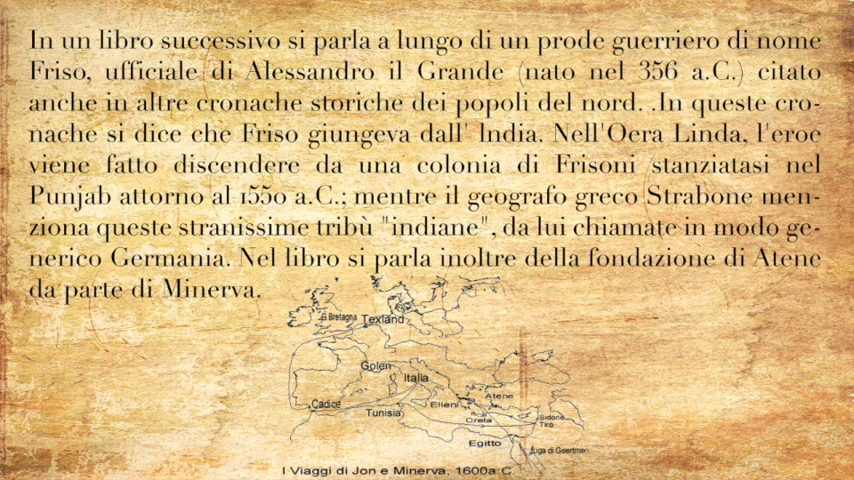 In un libro successivo si parla a lungo di un prode guerriero di nome
Friso, ufficiale di Alessandro il Grande (nato nel 356 a.C.) citato
anche in altre cronache storiche dei popoli del nord. .In queste cro-
nache si dice che Friso giungeva dall' India. Nell'Oera Linda, l'eroe
viene fatto discendere da una colonia di Frisoni stanziatasi nel
Punjab attorno al 1550 a.C.; mentre il geografo greco Strabone men-
ziona queste stranissime tribù "indiane", da lui chiamate in modo ge-
nerico Germania. Nel libro si parla inoltre della fondazione di Atene
da parte di Minerva.
G.Bretagna
Texland
Golen
Italia
Atene
Cadice
Elleni
Tunisia
Creta
Sidone
Tiro
Egitto
fuga di Geertmen
I Viaggi di Jon e Minerva, 1600a.C.